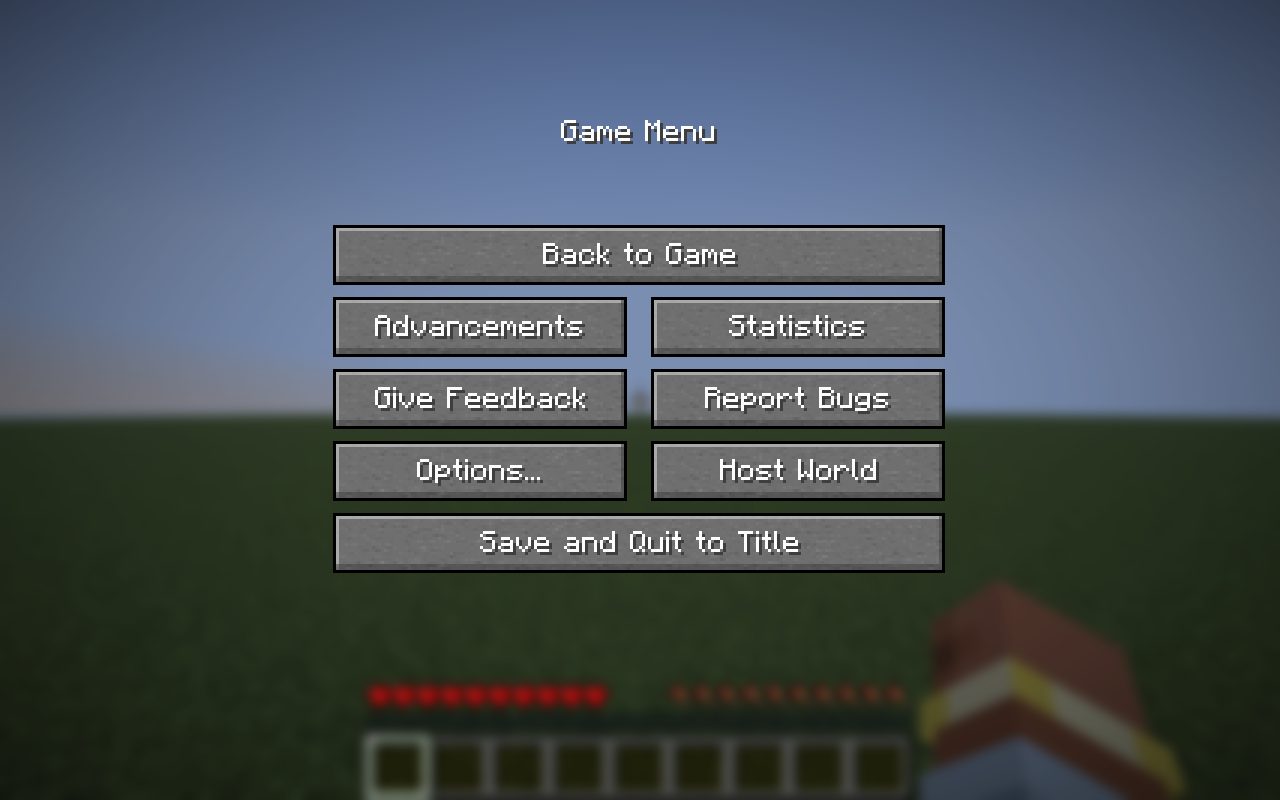 Game Menu
Back to Game
Advancements
Statistics
Give Feedback
Report Bugs
Options...
Host World
Save and Quit to Title